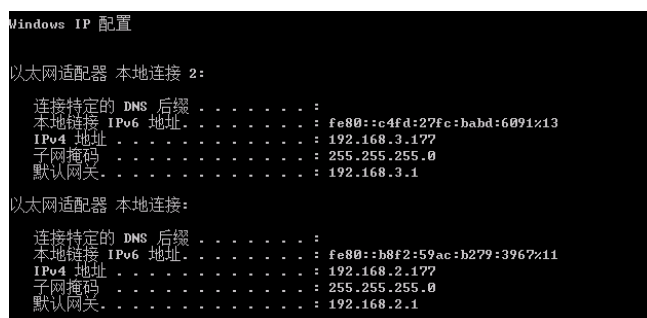 Windows IP 配置
以太网适配器 本地连接 2:
连接特定的 DNS 后缀 . . . . . . . :
本地链接 IPv6 地址. . . . . . . . : fe80::c4fd:27fc:babd:6091%13
IPv4 地址 . . . . . . . . . . . . : 192.168.3.177
子网掩码 . . . . . . . . . . . . : 255.255.255.0
默认网关. . . . . . . . . . . . . : 192.168.3.1
以太网适配器 本地连接:
连接特定的 DNS 后缀 . . . . . . . :
本地链接 IPv6 地址. . . . . . . . : fe80::b8f2:59ac:b279:3967%11
IPv4 地址 . . . . . . . . . . . . : 192.168.2.177
子网掩码 . . . . . . . . . . . . : 255.255.255.0
默认网关. . . . . . . . . . . . . : 192.168.2.1